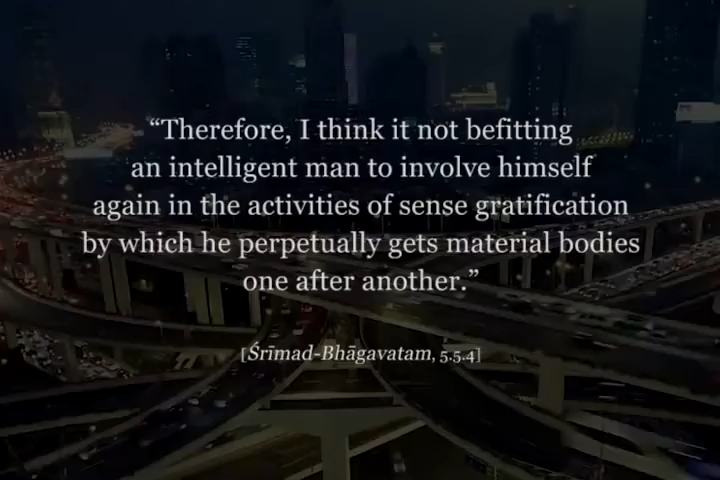 “Therefore, I think it not befitting
an intelligent man to involve himself
again in the activities of sense gratification
by which he perpetually gets material bodies
one after another.”
[Śrīmad-Bhāgavatam, 5.5.4]